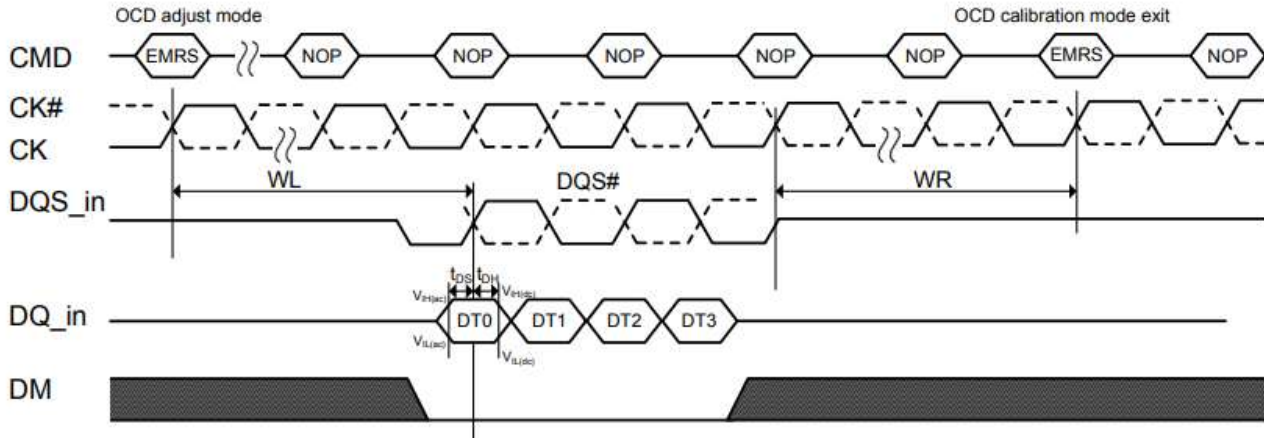 OCD adjust mode OCD calibration mode exit
CMD EMRS NOP NOP NOP NOP NOP EMRS NOP
CK#
CK
WL DQS# WR
DQS_in
tDS tDH
VIH(ac) VIH(dc)
DQ_in DT0 DT1 DT2 DT3
VIL(ac) VIL(dc)
DM